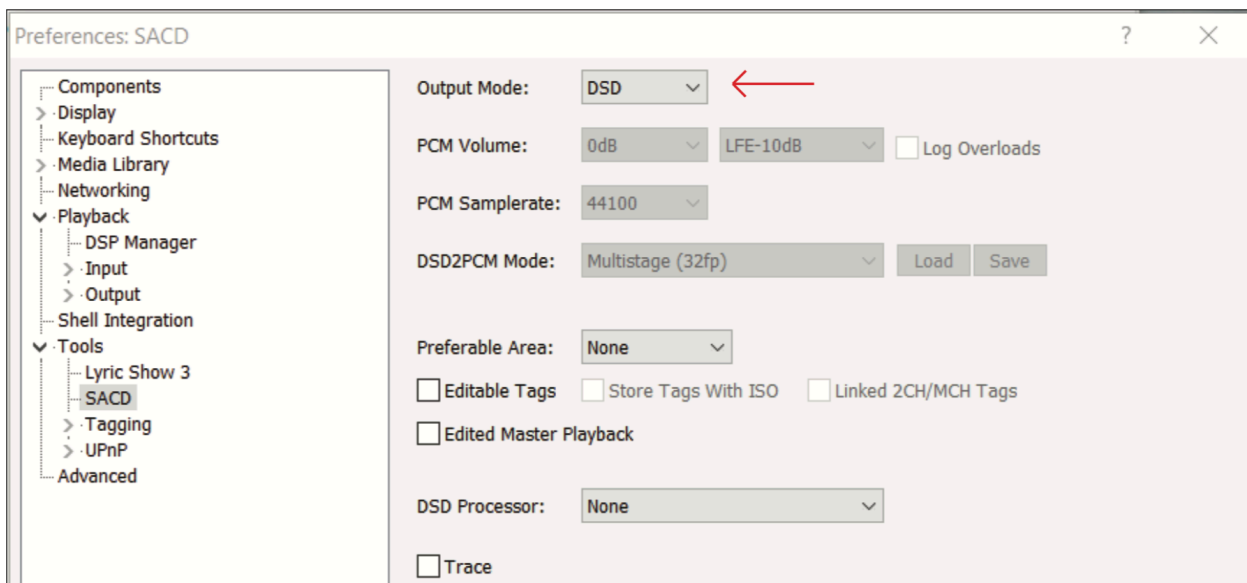 Preferences: SACD ?
Components
Display
Keyboard Shortcuts
Media Library
Networking
Playback
DSP Manager
Input
Output
Shell Integration
Tools
Lyric Show 3
SACD
Tagging
UPnP
Advanced
Output Mode: DSD
PCM Volume: 0dB LFE-10dB Log Overloads
PCM Samplerate: 44100
DSD2PCM Mode: Multistage (32fp) Load Save
Preferable Area: None
Editable Tags Store Tags With ISO Linked 2CH/MCH Tags
Edited Master Playback
DSD Processor: None
Trace